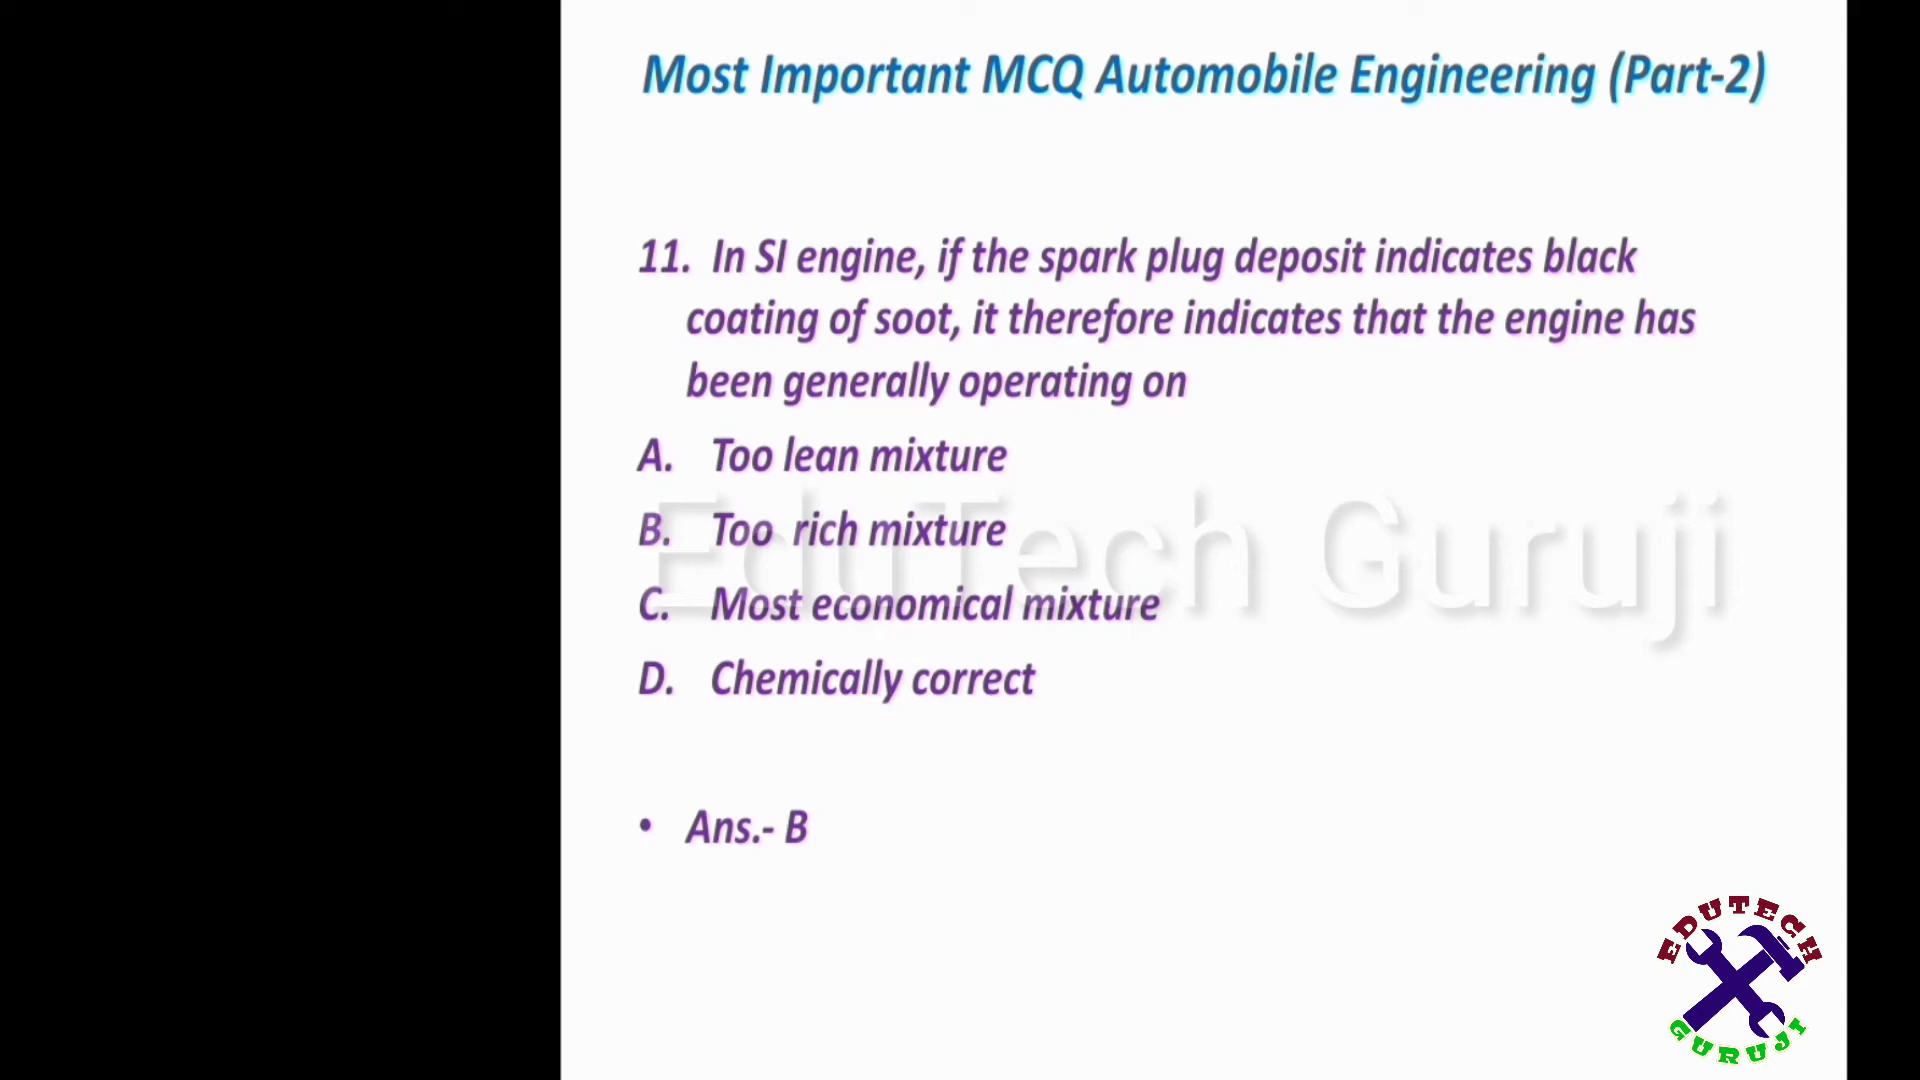 Most Important MCQ Automobile Engineering (Part-2)
11. In SI engine, if the spark plug deposit indicates black
coating of soot, it therefore indicates that the engine has
been generally operating on
A. Too lean mixture
B. Too rich mixture
C. Most economical mixture
D. Chemically correct
EduTech Guruji
• Ans.- B
EDUTECH
GURUJI